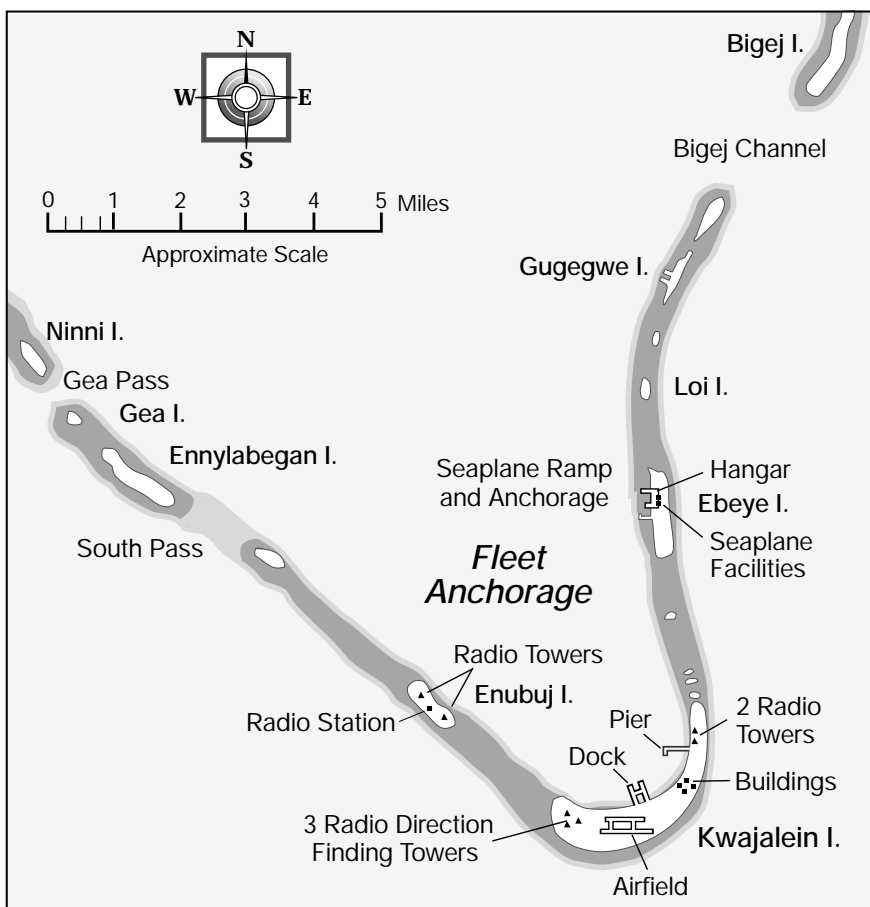 N
Bigej I.
W
E
S
Bigej Channel
0 1 2 3 4 5 Miles
Approximate Scale
Gugegwe I.
Ninni I.
Gea Pass
Gea I.
Loi I.
Ennylabegan I.
Seaplane Ramp
and Anchorage
Hangar
Ebeye I.
South Pass
Seaplane
Facilities
Fleet
Anchorage
Radio Towers
Enubuj I.
Radio Station
Pier
2 Radio
Towers
Dock
Buildings
3 Radio Direction
Finding Towers
Kwajalein I.
Airfield